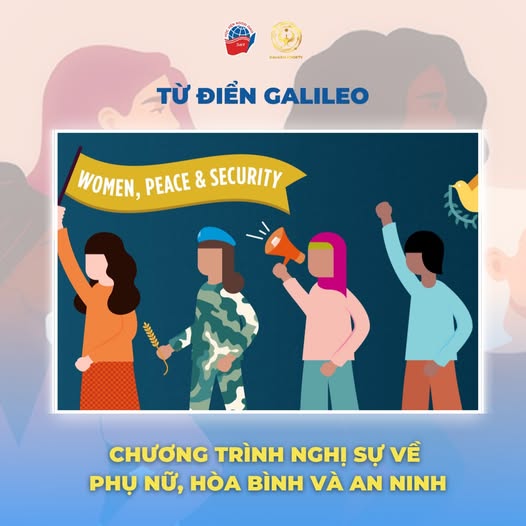 TỪ ĐIỂN GALILEO
WOMEN, PEACE & SECURITY
CHƯƠNG TRÌNH NGHỊ SỰ VỀ
PHỤ NỮ, HÒA BÌNH VÀ AN NINH